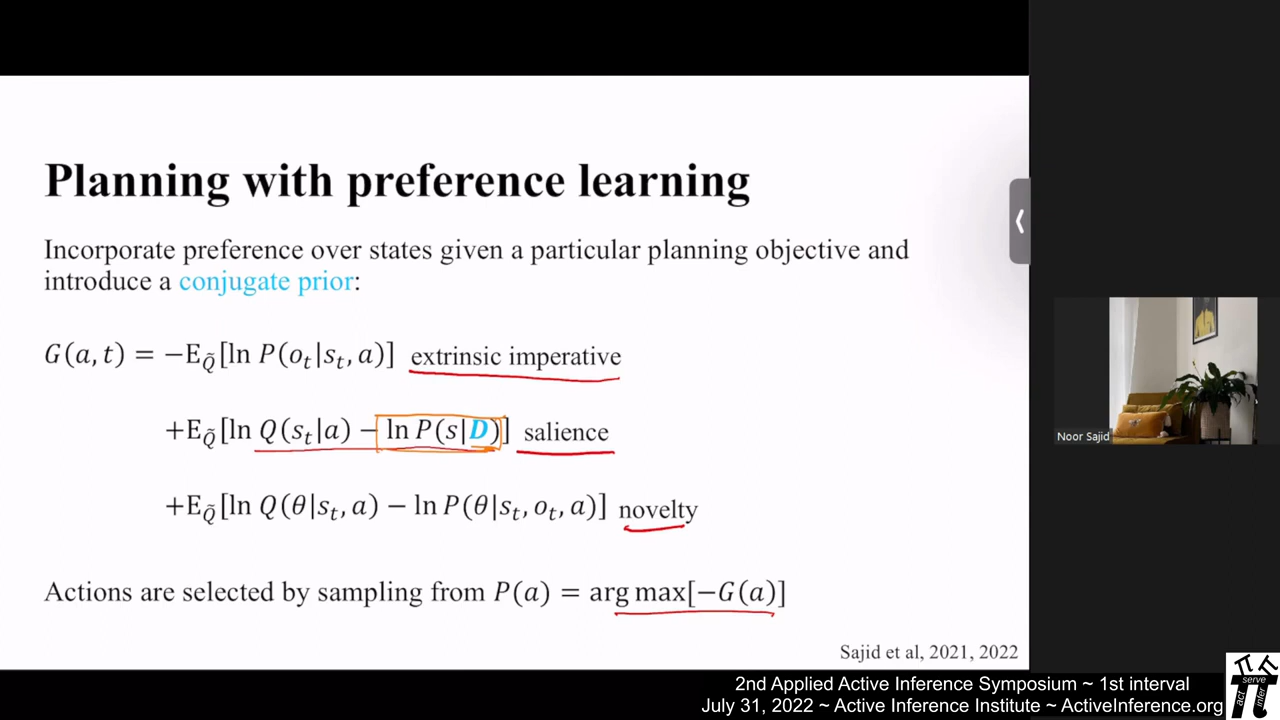 Planning with preference learning
Incorporate preference over states given a particular planning objective and
introduce a conjugate prior:
G(a, t) = −E_Q̃[ln P(o_t|s_t, a)] extrinsic imperative
+E_Q̃[ln Q(s_t|a) − ln P(s|D)] salience
+E_Q̃[ln Q(θ|s_t, a) − ln P(θ|s_t, o_t, a)] novelty
Actions are selected by sampling from P(a) = arg max[−G(a)]
Sajid et al, 2021, 2022
Noor Sajid
2nd Applied Active Inference Symposium ~ 1st interval
July 31, 2022 ~ Active Inference Institute ~ ActiveInference.org
act
serve
infer